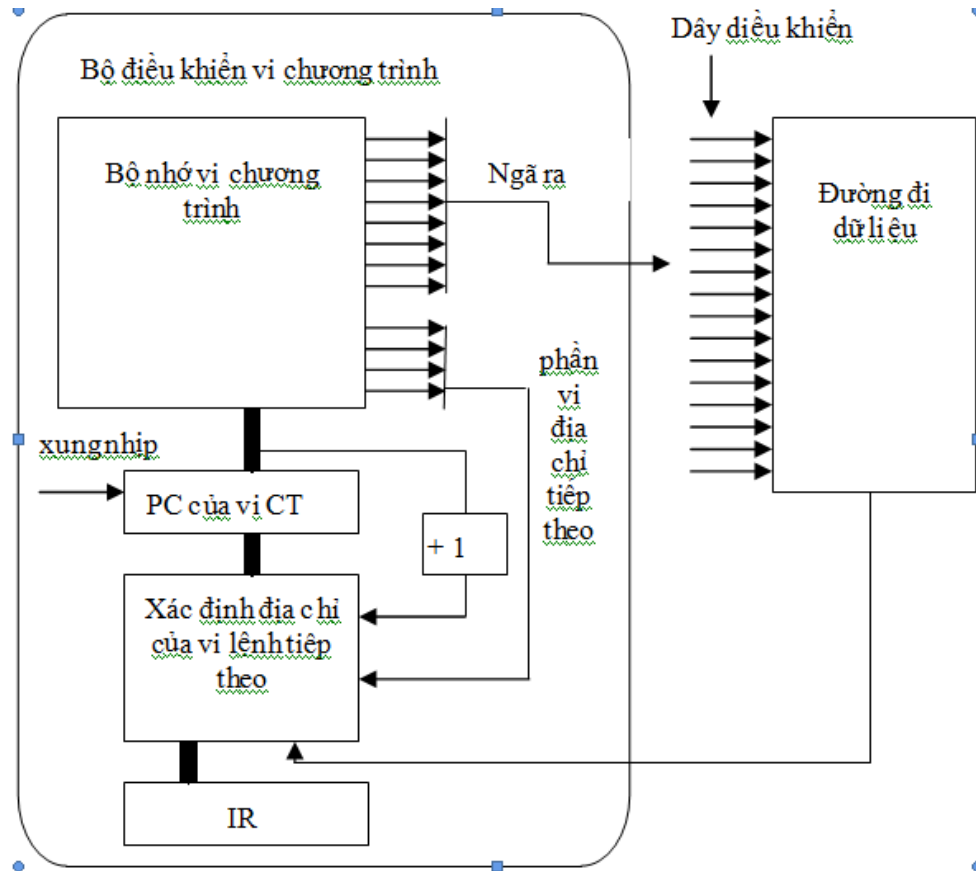 Dây diều khiển
Bộ điều khiển vi chương trình
Bộ nhớ vi chương
trình
Ngã ra
Đường đi
dữ liệu
phần
vi
địa
chỉ
tiếp
theo
xung nhịp
PC của vi CT
+ 1
Xác định địa chỉ
của vi lệnh tiêp
theo
IR